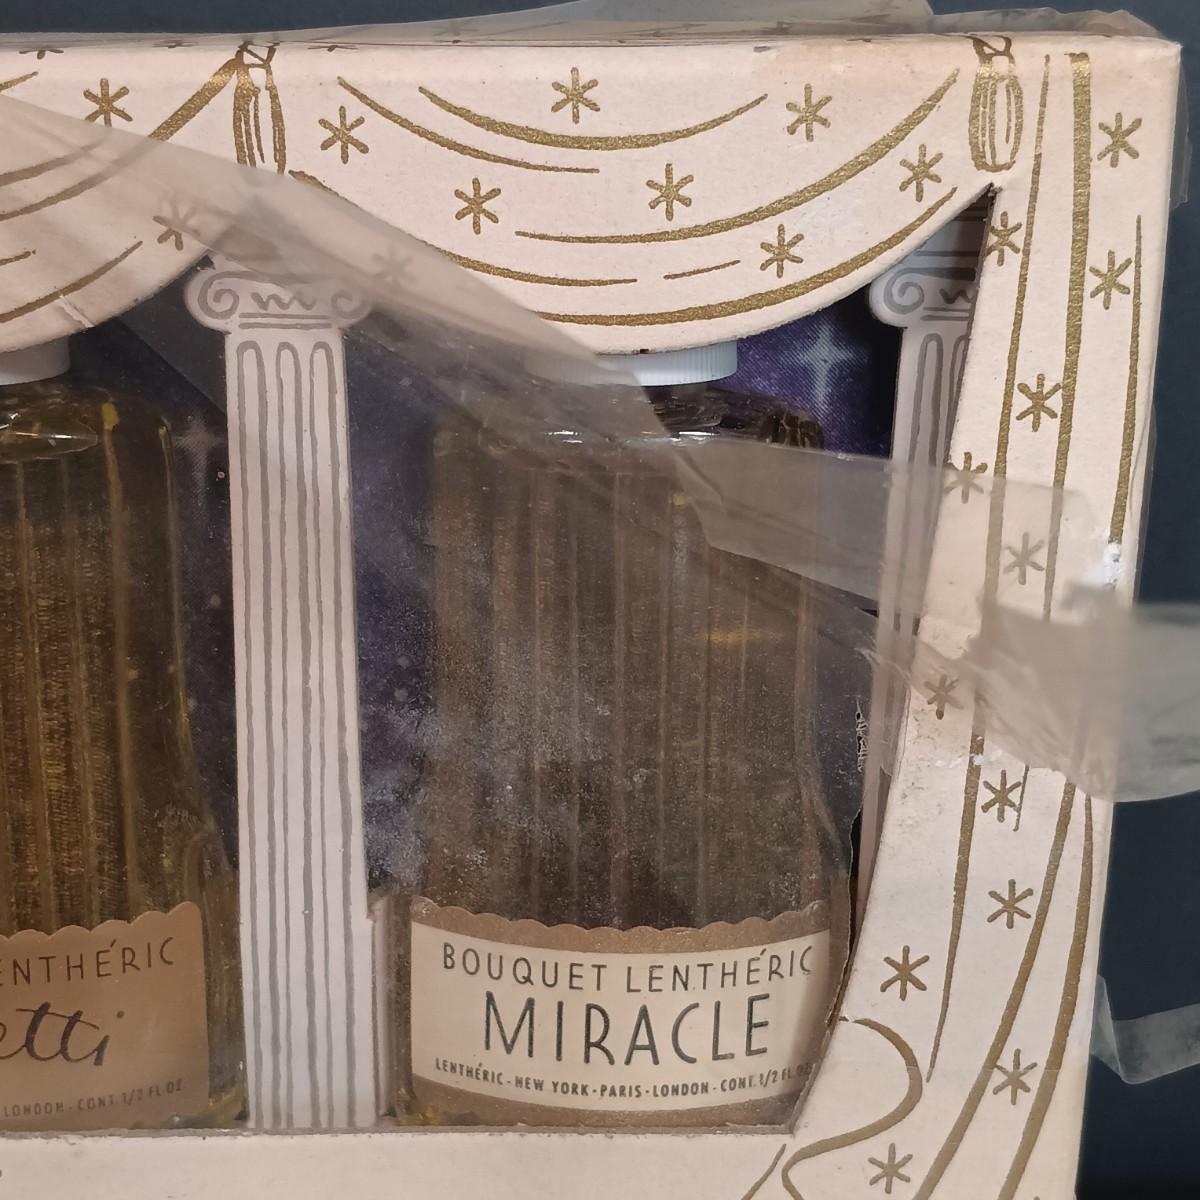 ENTHÉRIC
etti
LONDON - CONT. 1/2 FL OZ.
BOUQUET LENTHÉRIC
MIRACLE
LENTHÉRIC - NEW YORK - PARIS - LONDON - CONT. 1/2 FL. OZ